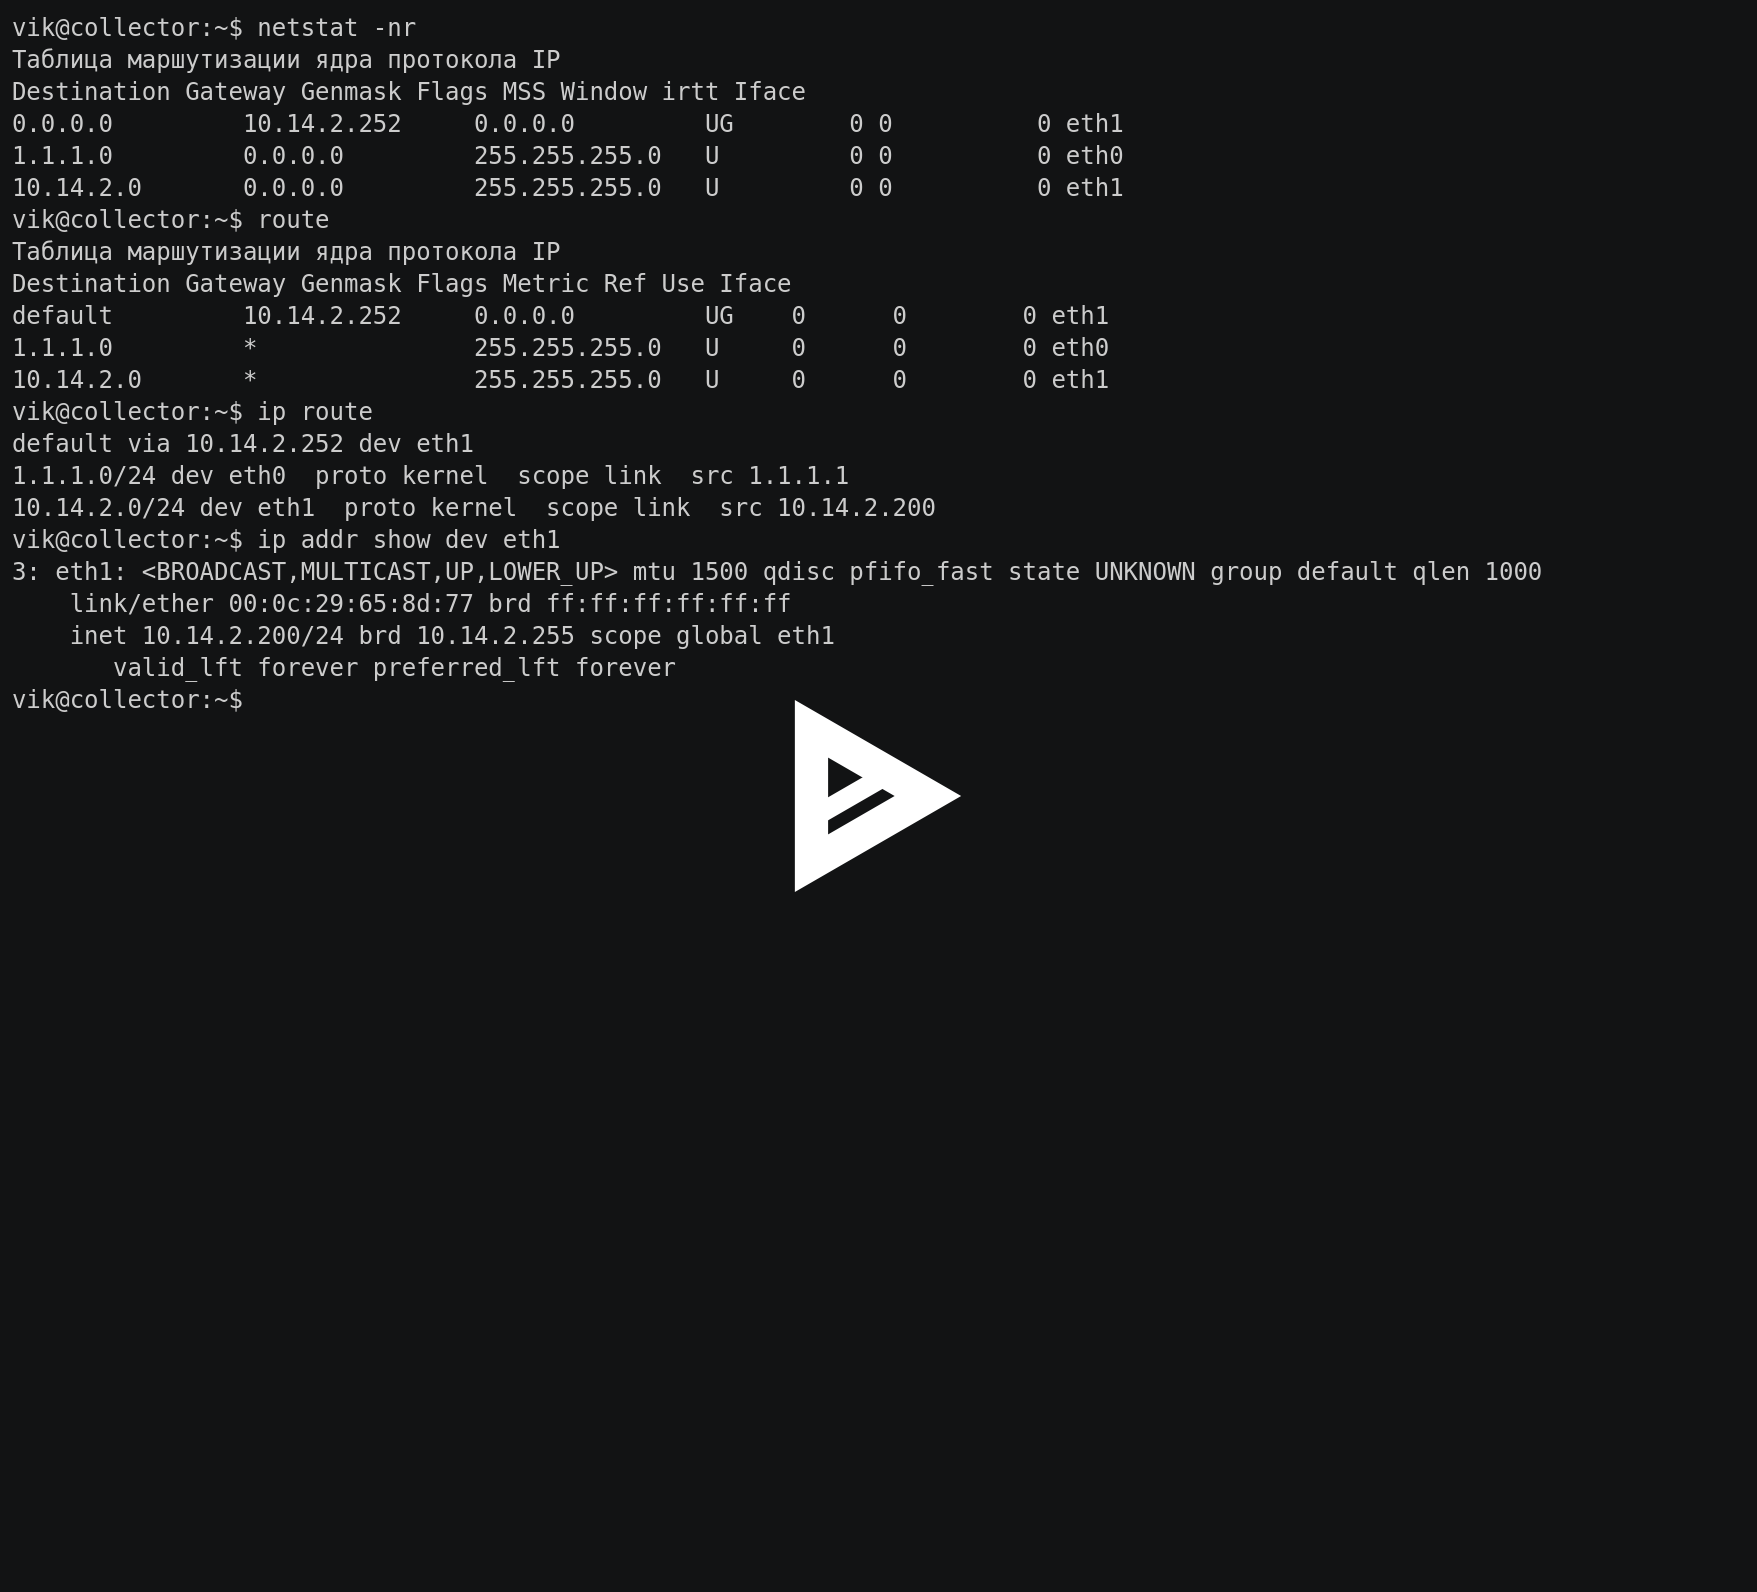 vik@collector:~$ netstat -nr
Таблица маршутизации ядра протокола IP
Destination Gateway Genmask Flags MSS Window irtt Iface
0.0.0.0         10.14.2.252     0.0.0.0         UG        0 0          0 eth1
1.1.1.0         0.0.0.0         255.255.255.0   U         0 0          0 eth0
10.14.2.0       0.0.0.0         255.255.255.0   U         0 0          0 eth1
vik@collector:~$ route
Таблица маршутизации ядра протокола IP
Destination Gateway Genmask Flags Metric Ref Use Iface
default         10.14.2.252     0.0.0.0         UG    0      0        0 eth1
1.1.1.0         *               255.255.255.0   U     0      0        0 eth0
10.14.2.0       *               255.255.255.0   U     0      0        0 eth1
vik@collector:~$ ip route
default via 10.14.2.252 dev eth1
1.1.1.0/24 dev eth0  proto kernel  scope link  src 1.1.1.1
10.14.2.0/24 dev eth1  proto kernel  scope link  src 10.14.2.200
vik@collector:~$ ip addr show dev eth1
3: eth1: <BROADCAST,MULTICAST,UP,LOWER_UP> mtu 1500 qdisc pfifo_fast state UNKNOWN group default qlen 1000
    link/ether 00:0c:29:65:8d:77 brd ff:ff:ff:ff:ff:ff
    inet 10.14.2.200/24 brd 10.14.2.255 scope global eth1
       valid_lft forever preferred_lft forever
vik@collector:~$